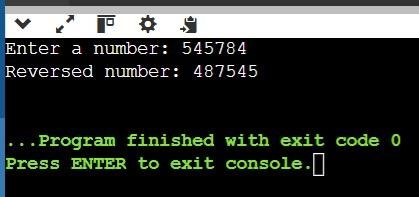 Enter a number: 545784
Reversed number: 487545
...Program finished with exit code 0
Press ENTER to exit console.